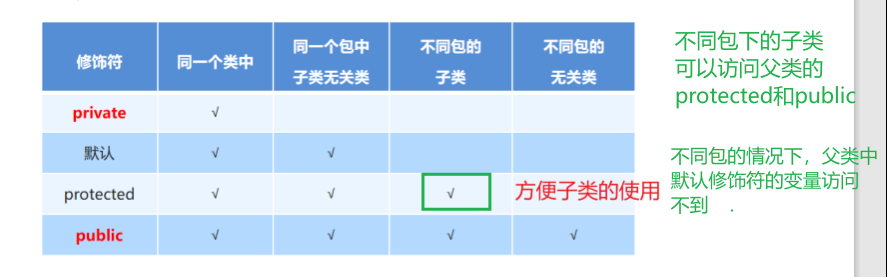 修饰符 同一个类中 同一个包中 不同包的 不同包的
子类无关类 子类 无关类
private √
默认 √ √
protected √ √ √ 方便子类的使用
public √ √ √ √
不同包下的子类
可以访问父类的
protected和public
不同包的情况下，父类中
默认修饰符的变量访问
不到 .